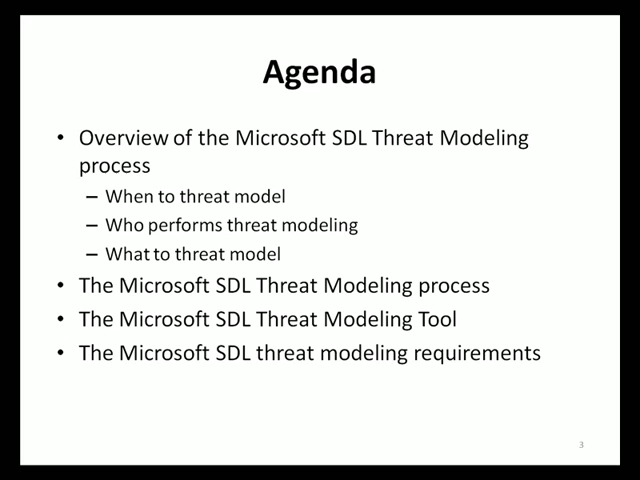 Agenda
• Overview of the Microsoft SDL Threat Modeling
process
– When to threat model
– Who performs threat modeling
– What to threat model
• The Microsoft SDL Threat Modeling process
• The Microsoft SDL Threat Modeling Tool
• The Microsoft SDL threat modeling requirements
3